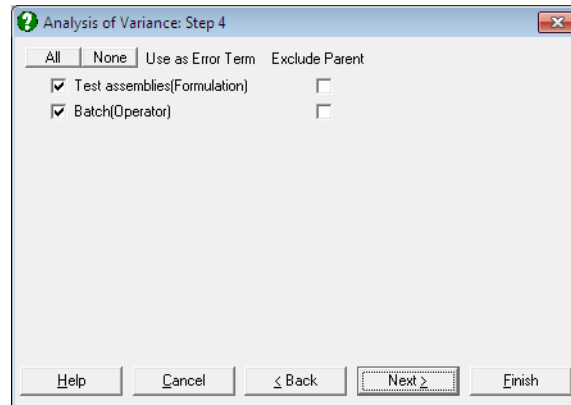 Analysis of Variance: Step 4
All None Use as Error Term Exclude Parent
Test assemblies(Formulation)
Batch(Operator)
Help Cancel < Back Next > Finish